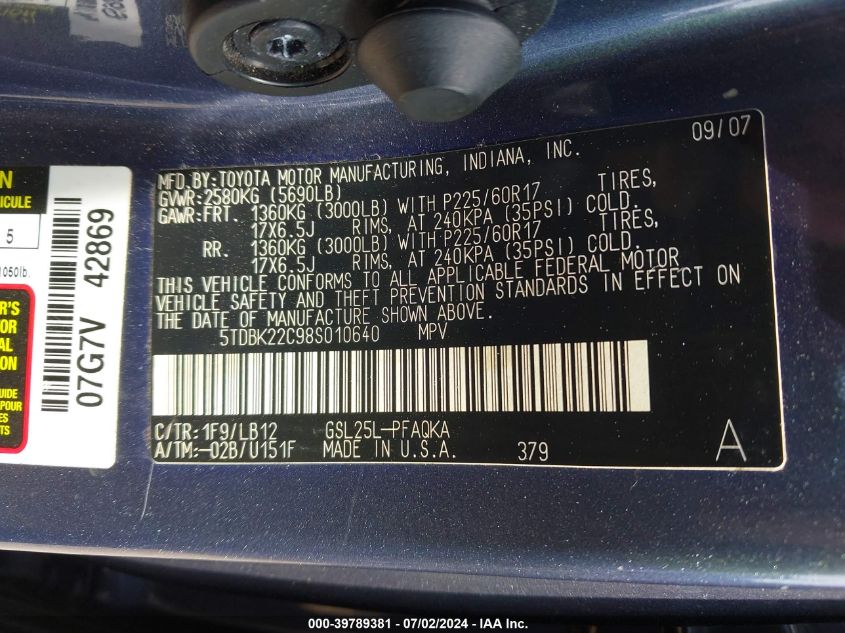 09/07
MFD.BY:TOYOTA MOTOR MANUFACTURING, INDIANA, INC.
GVWR:2580KG (5690LB)
GAWR:FRT. 1360KG (3000LB) WITH P225/60R17 TIRES,
17X6.5J RIMS, AT 240KPA (35PSI) COLD.
RR. 1360KG (3000LB) WITH P225/60R17 TIRES,
17X6.5J RIMS, AT 240KPA (35PSI) COLD.
THIS VEHICLE CONFORMS TO ALL APPLICABLE FEDERAL MOTOR
VEHICLE SAFETY AND THEFT PREVENTION STANDARDS IN EFFECT ON
THE DATE OF MANUFACTURE SHOWN ABOVE.
5TDBK22C98S010640 MPV
C/TR:1F9/LB12 GSL25L-PFAQKA
A/TM:-02B/U151F MADE IN U.S.A. 379 A
07G7V 42869
5
1050lb.
000-39789381 - 07/02/2024 - IAA Inc.